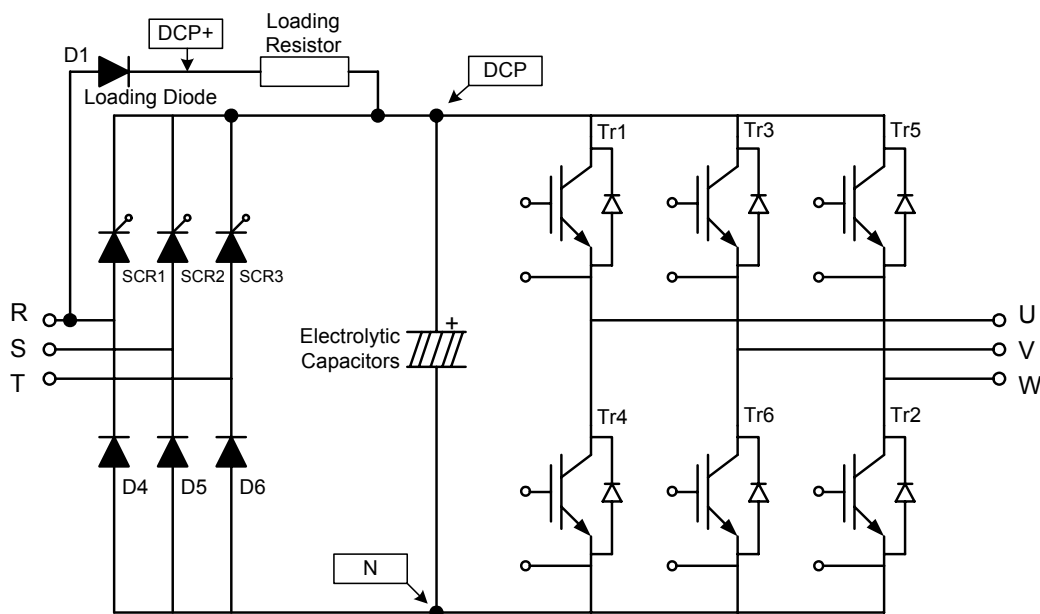 DCP+
Loading
Resistor
D1
DCP
Loading Diode
Tr1
Tr3
Tr5
SCR1
SCR2
SCR3
R
S
T
+
Electrolytic
Capacitors
U
V
W
Tr4
Tr6
Tr2
D4
D5
D6
N